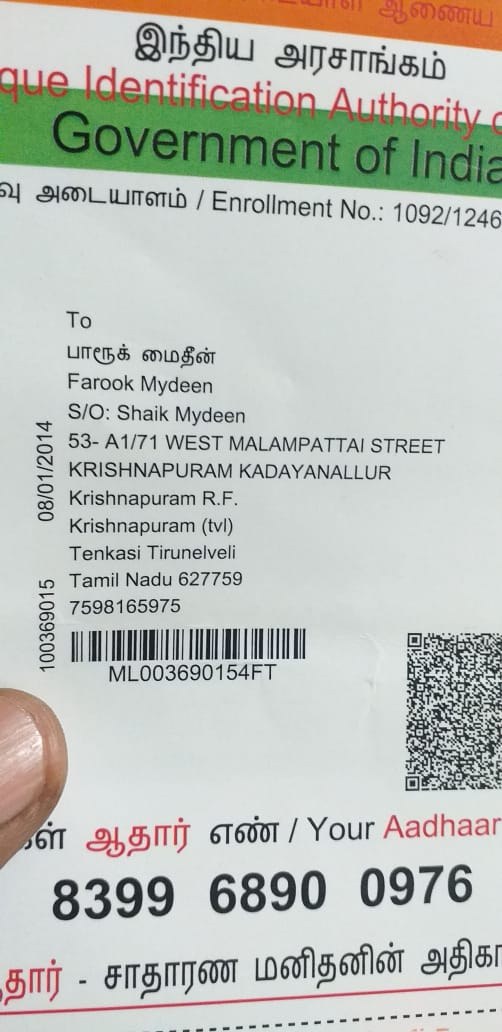 ஆணைய
இந்திய அரசாங்கம்
que Identification Authority
Government of India
அடையாளம் / Enrollment No.: 1092/1246
To
பாரூக் மைதீன்
Farook Mydeen
S/O: Shaik Mydeen
53- A1/71 WEST MALAMPATTAI STREET
KRISHNAPURAM KADAYANALLUR
Krishnapuram R.F.
Krishnapuram (tvl)
Tenkasi Tirunelveli
Tamil Nadu 627759
7598165975
08/01/2014
100369015
ML003690154FT
ஆதார் எண் / Your Aadhaar
8399 6890 0976
- சாதாரண மனிதனின்